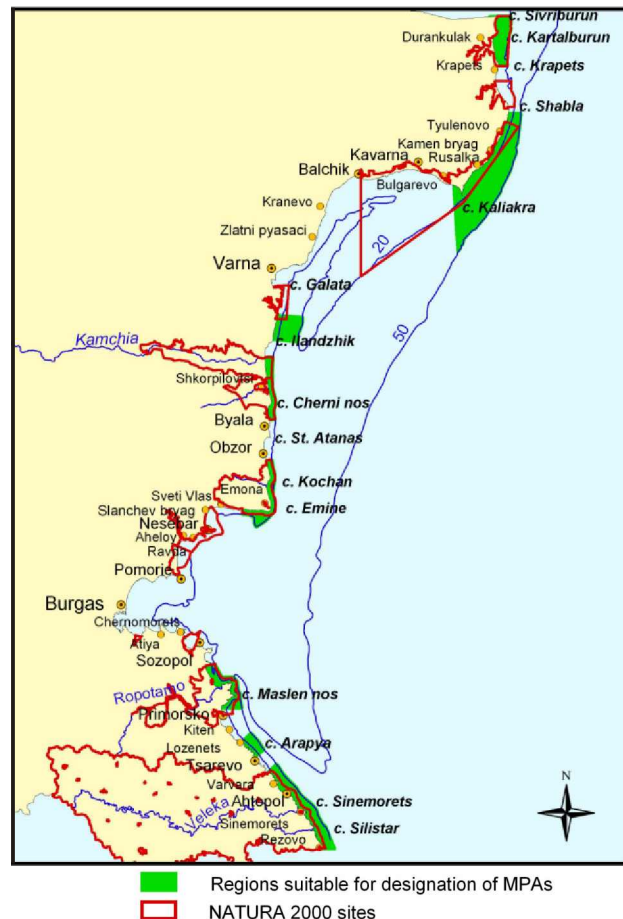 c. Sivriburun
Durankulak
c. Kartalburun
Krapets
c. Krapets
c. Shabla
Tyulenovo
Kamen bryag
Kavarna
Rusalka
Balchik
Bulgarevo
c. Kaliakra
Kranevo
20
Zlatni pyasaci
Varna
c. Galata
50
Kamchia
c. Ilandzhik
Shkorpilovtsi
c. Cherni nos
Byala
c. St. Atanas
Obzor
c. Kochan
Emona
Sveti Vlas
Slanchev bryag
c. Emine
Nesebar
Aheloy
Ravda
Pomorie
Burgas
Chernomorets
Atiya
Sozopol
Ropotamo
c. Maslen nos
Primorsko
Kiten
c. Arapya
Lozenets
Tsarevo
Varvara
Ahtopol
c. Sinemorets
Veleka
Sinemorets
c. Silistar
Rezovo
N
Regions suitable for designation of MPAs
NATURA 2000 sites